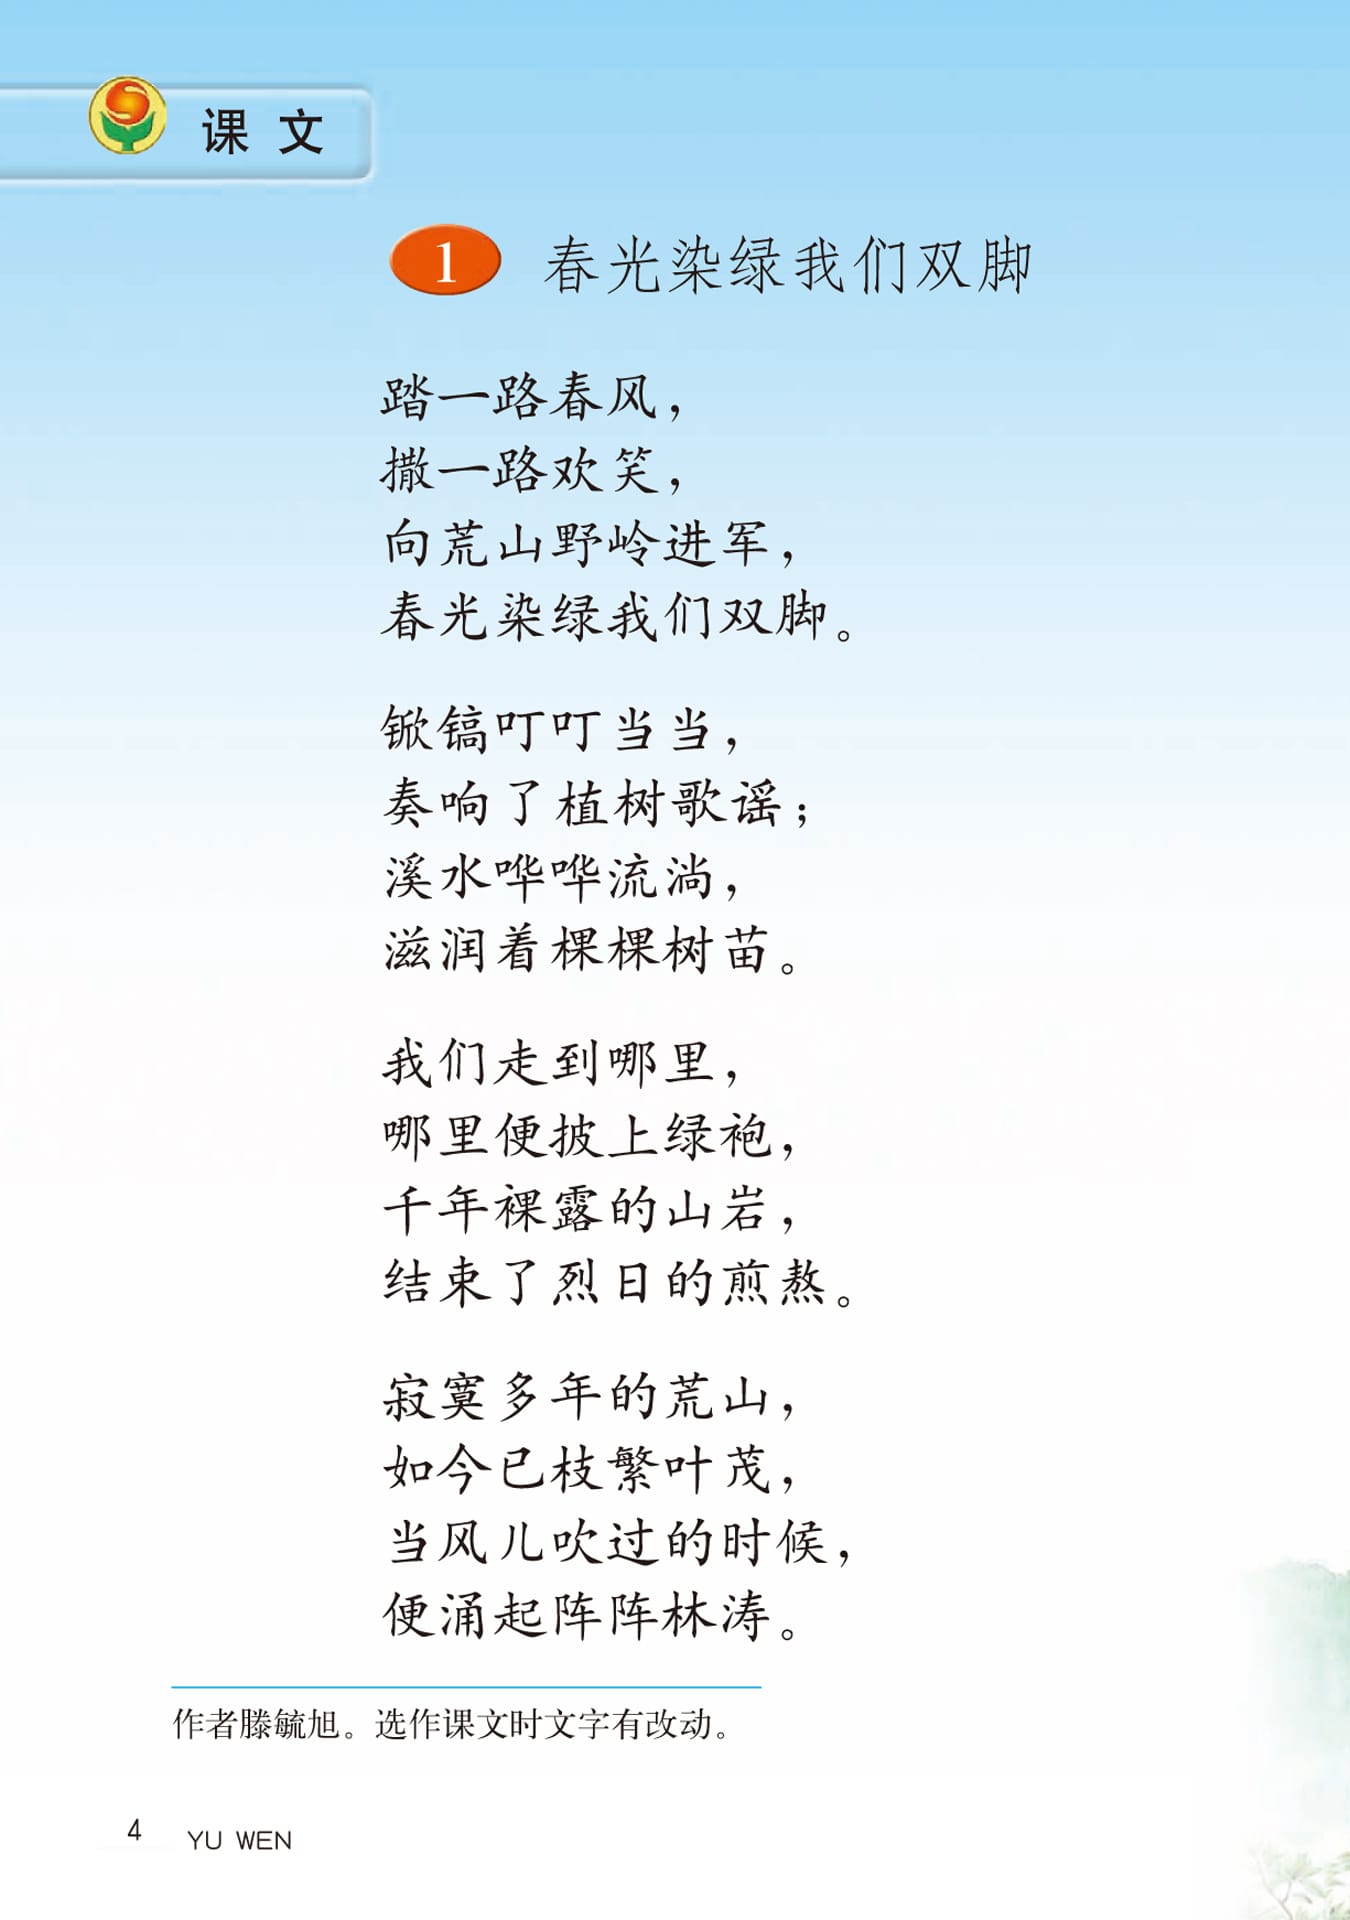 课文
1 春光染绿我们双脚
踏一路春风，
撒一路欢笑，
向荒山野岭进军，
春光染绿我们双脚。
锨镐叮叮当当，
奏响了植树歌谣；
溪水哗哗流淌，
滋润着棵棵树苗。
我们走到哪里，
哪里便披上绿袍，
千年裸露的山岩，
结束了烈日的煎熬。
寂寞多年的荒山，
如今已枝繁叶茂，
当风儿吹过的时候，
便涌起阵阵林涛。
作者滕毓旭。选作课文时文字有改动。
4 YU WEN